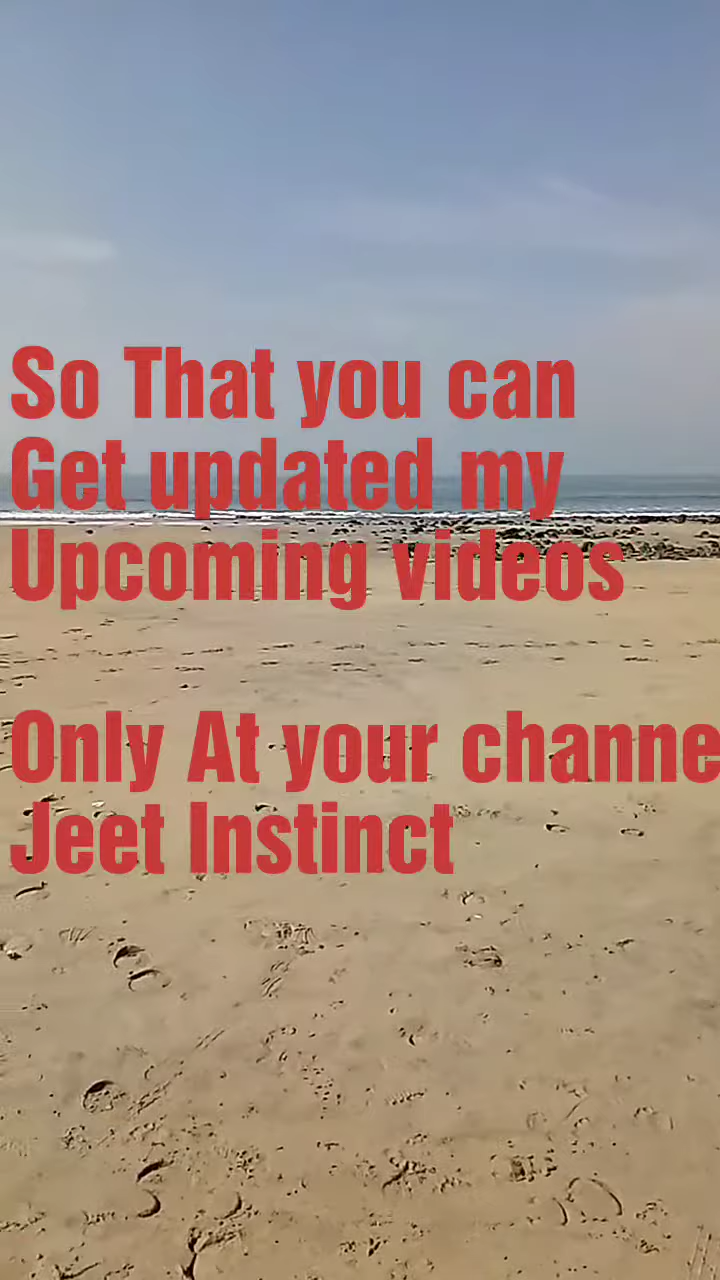 So That you can
Get updated my
Upcoming videos
Only At your channe
Jeet Instinct